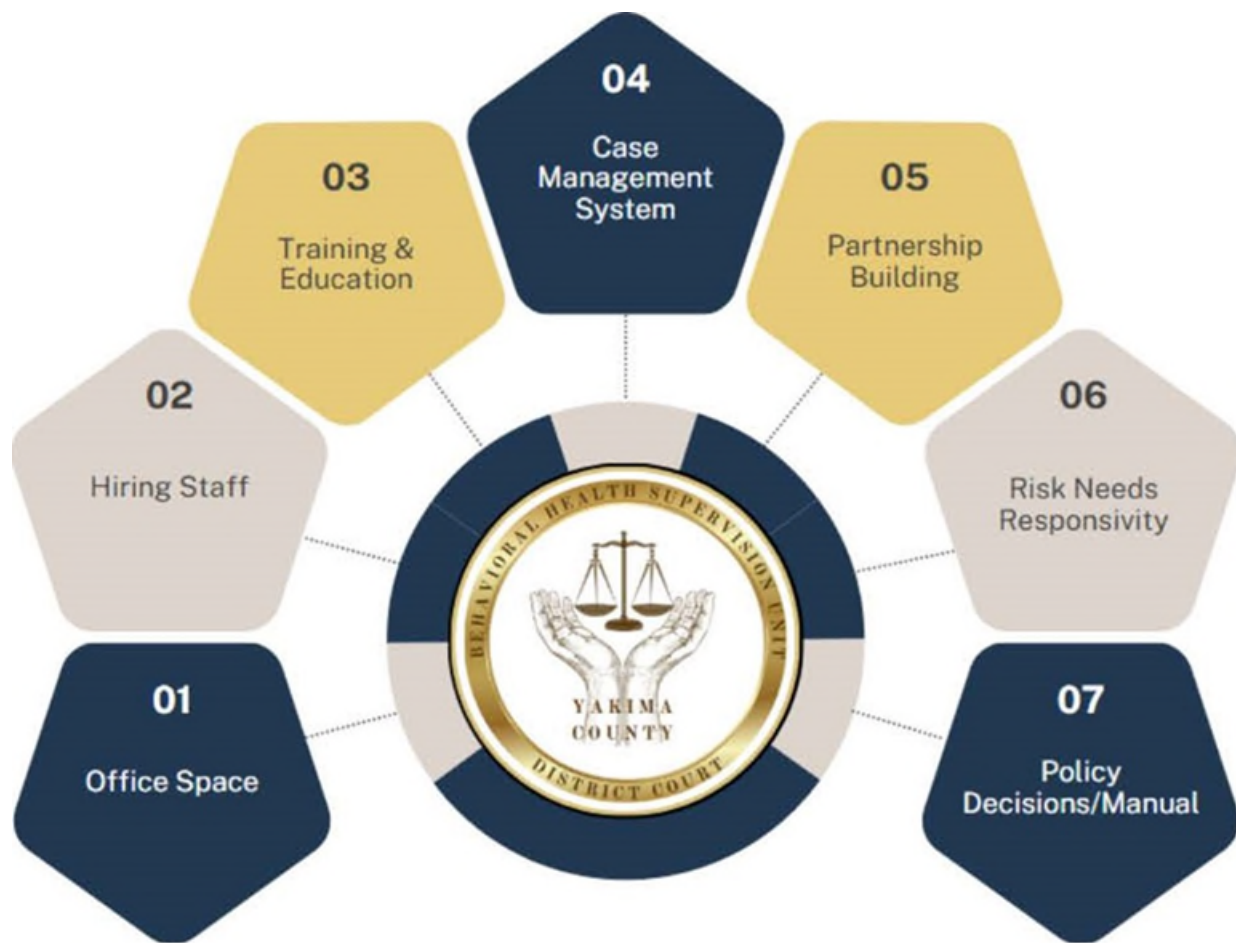 01
Office Space
02
Hiring Staff
03
Training &
Education
04
Case
Management
System
05
Partnership
Building
06
Risk Needs
Responsivity
07
Policy
Decisions/Manual
BEHAVIORAL HEALTH SUPERVISION UNIT
YAKIMA
COUNTY
DISTRICT COURT